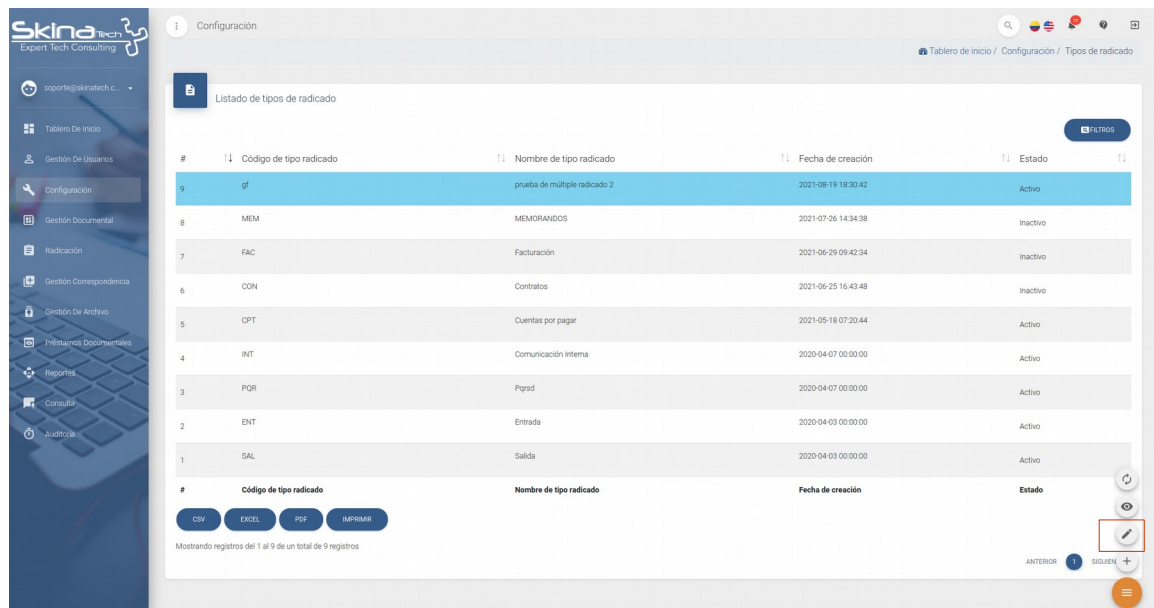 Skina Tech
Expert Tech Consulting
Configuración
Tablero de inicio / Configuración / Tipos de radicado
soporte@skinatech.c...
Tablero De Inicio
Gestión De Usuarios
Configuración
Gestión Documental
Radicación
Gestión Correspondencia
Gestión De Archivo
Préstamos Documentales
Reportes
Consulta
Auditoria
Listado de tipos de radicado
FILTROS
# Código de tipo radicado Nombre de tipo radicado Fecha de creación Estado
9 gf prueba de múltiple radicado 2 2021-08-19 18:30:42 Activo
8 MEM MEMORANDOS 2021-07-26 14:34:38 Inactivo
7 FAC Facturación 2021-06-29 09:42:34 Inactivo
6 CON Contratos 2021-06-25 16:43:48 Inactivo
5 CPT Cuentas por pagar 2021-05-18 07:20:44 Activo
4 INT Comunicación Interna 2020-04-07 00:00:00 Activo
3 PQR Pqrsd 2020-04-07 00:00:00 Activo
2 ENT Entrada 2020-04-03 00:00:00 Activo
1 SAL Salida 2020-04-03 00:00:00 Activo
# Código de tipo radicado Nombre de tipo radicado Fecha de creación Estado
CSV EXCEL PDF IMPRIMIR
Mostrando registros del 1 al 9 de un total de 9 registros
ANTERIOR 1 SIGUIEN